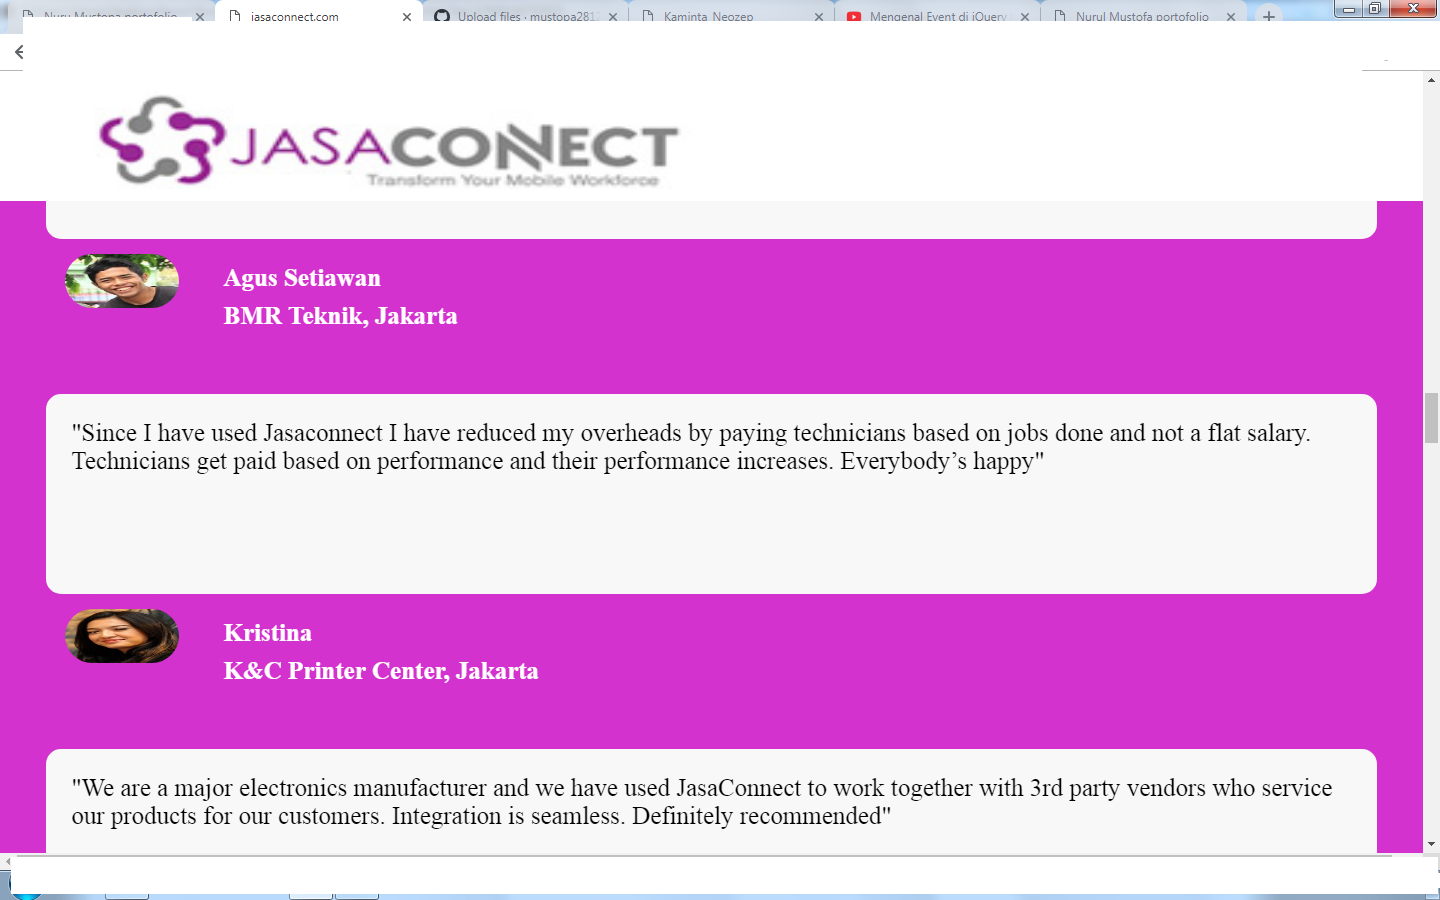 Nuru Mustopa portofolio
jasaconnect.com
Upload files · mustopa281
Kaminta Neozep
Mengenal Event di jQuery
Nurul Mustofa portofolio
JASACONNECT
Transform Your Mobile Workforce
Agus Setiawan
BMR Teknik, Jakarta
"Since I have used Jasaconnect I have reduced my overheads by paying technicians based on jobs done and not a flat salary.
Technicians get paid based on performance and their performance increases. Everybody’s happy"
Kristina
K&C Printer Center, Jakarta
"We are a major electronics manufacturer and we have used JasaConnect to work together with 3rd party vendors who service
our products for our customers. Integration is seamless. Definitely recommended"